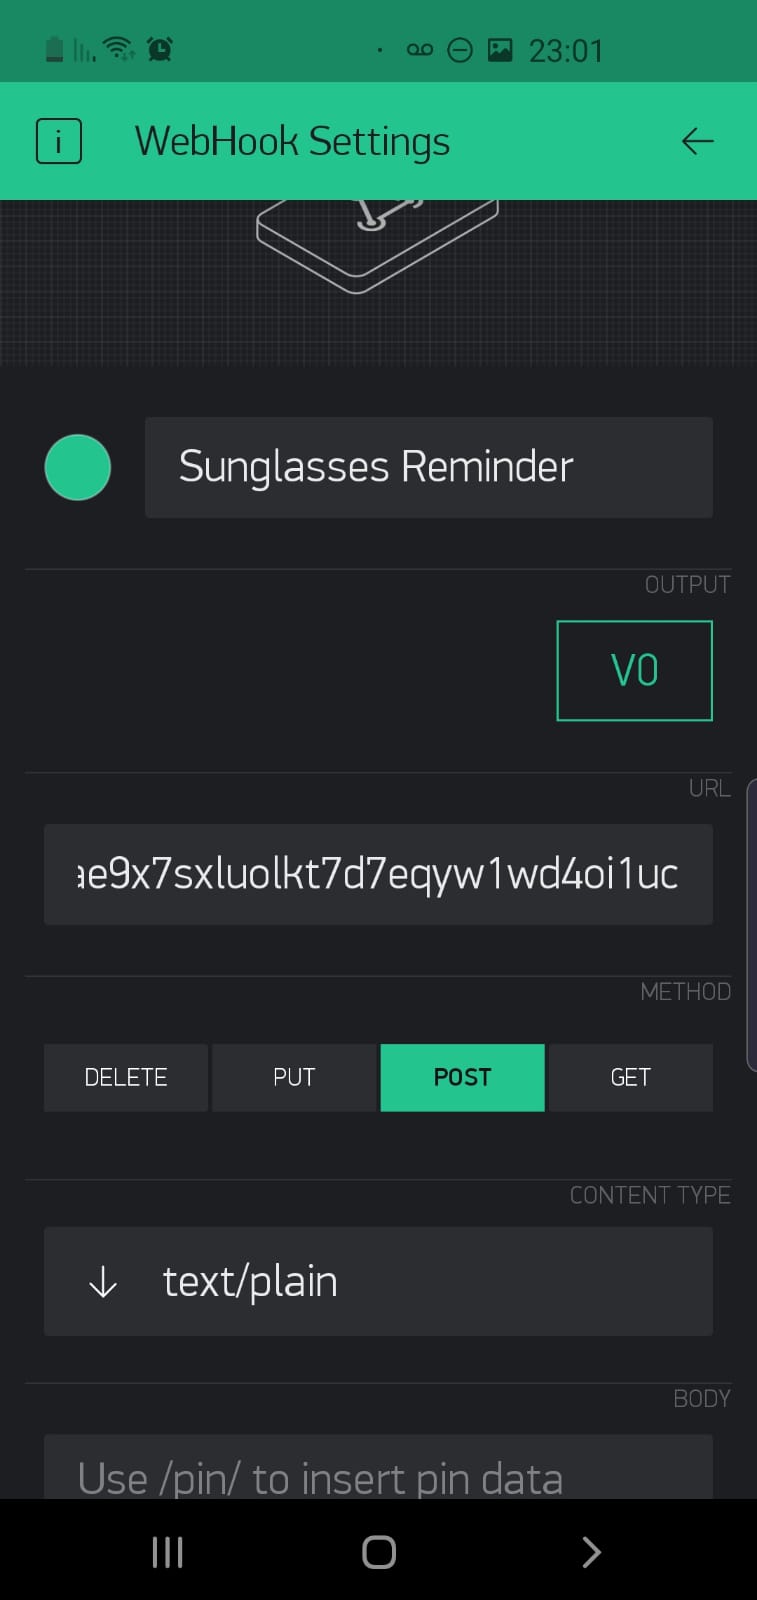 23:01
i WebHook Settings
Sunglasses Reminder
OUTPUT
V0
URL
ae9x7sxluolkt7d7eqyw1wd4oi1uc
METHOD
DELETE PUT POST GET
CONTENT TYPE
text/plain
BODY
Use /pin/ to insert pin data